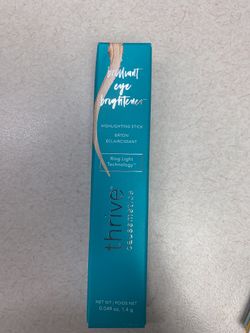 brilliant
eye
brightener
HIGHLIGHTING STICK
BÂTON
ÉCLAIRCISSANT
Ring Light
Technology™
thrive
causemetics
NET WT | POIDS NET
0.049 oz, 1.4 g